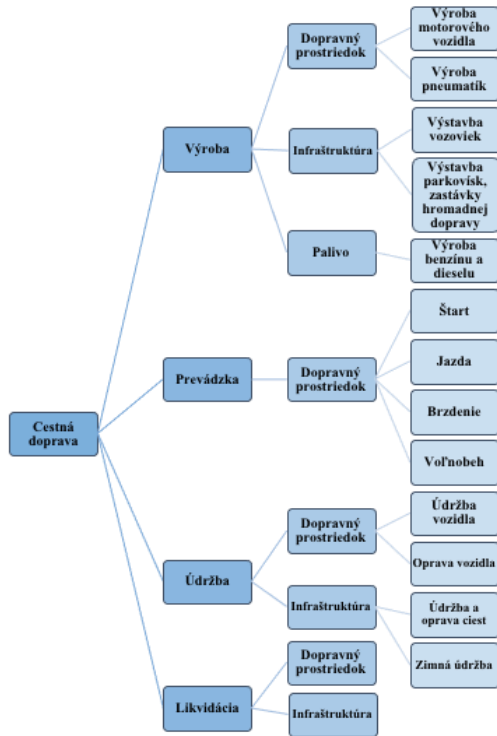 Cestná
doprava
Výroba
Dopravný
prostriedok
Výroba
motorového
vozidla
Výroba
pneumatík
Infraštruktúra
Výstavba
vozoviek
Výstavba
parkovísk,
zastávky
hromadnej
dopravy
Palivo
Výroba
benzínu a
dieselu
Prevádzka
Dopravný
prostriedok
Štart
Jazda
Brzdenie
Voľnobeh
Údržba
Dopravný
prostriedok
Údržba
vozidla
Oprava vozidla
Infraštruktúra
Údržba a
oprava ciest
Zimná údržba
Likvidácia
Dopravný
prostriedok
Infraštruktúra